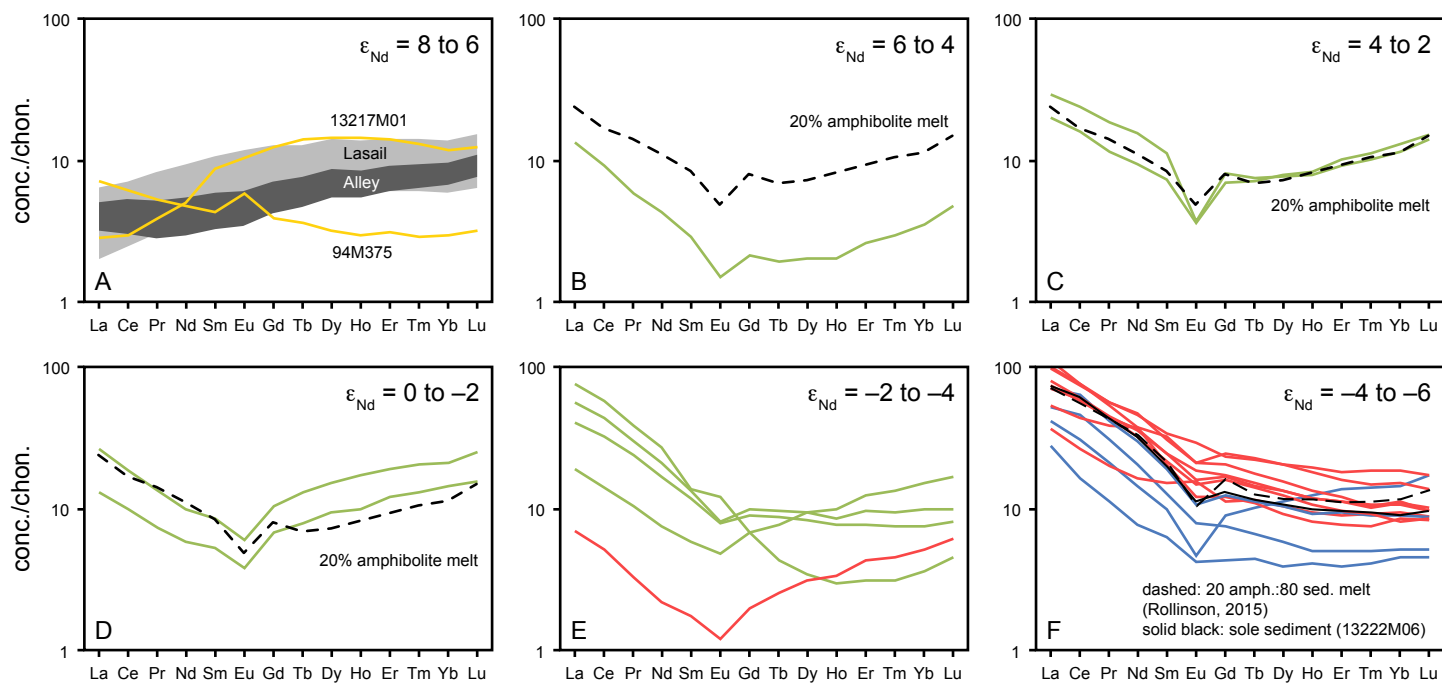 100
10
1
conc./chon.
εNd = 8 to 6
13217M01
Lasail
Alley
94M375
A
La Ce Pr Nd Sm Eu Gd Tb Dy Ho Er Tm Yb Lu
100
10
1
εNd = 6 to 4
20% amphibolite melt
B
La Ce Pr Nd Sm Eu Gd Tb Dy Ho Er Tm Yb Lu
100
10
1
εNd = 4 to 2
20% amphibolite melt
C
La Ce Pr Nd Sm Eu Gd Tb Dy Ho Er Tm Yb Lu
100
10
1
conc./chon.
εNd = 0 to –2
20% amphibolite melt
D
La Ce Pr Nd Sm Eu Gd Tb Dy Ho Er Tm Yb Lu
100
10
1
εNd = –2 to –4
E
La Ce Pr Nd Sm Eu Gd Tb Dy Ho Er Tm Yb Lu
100
10
1
εNd = –4 to –6
dashed: 20 amph.:80 sed. melt
(Rollinson, 2015)
solid black: sole sediment (13222M06)
F
La Ce Pr Nd Sm Eu Gd Tb Dy Ho Er Tm Yb Lu